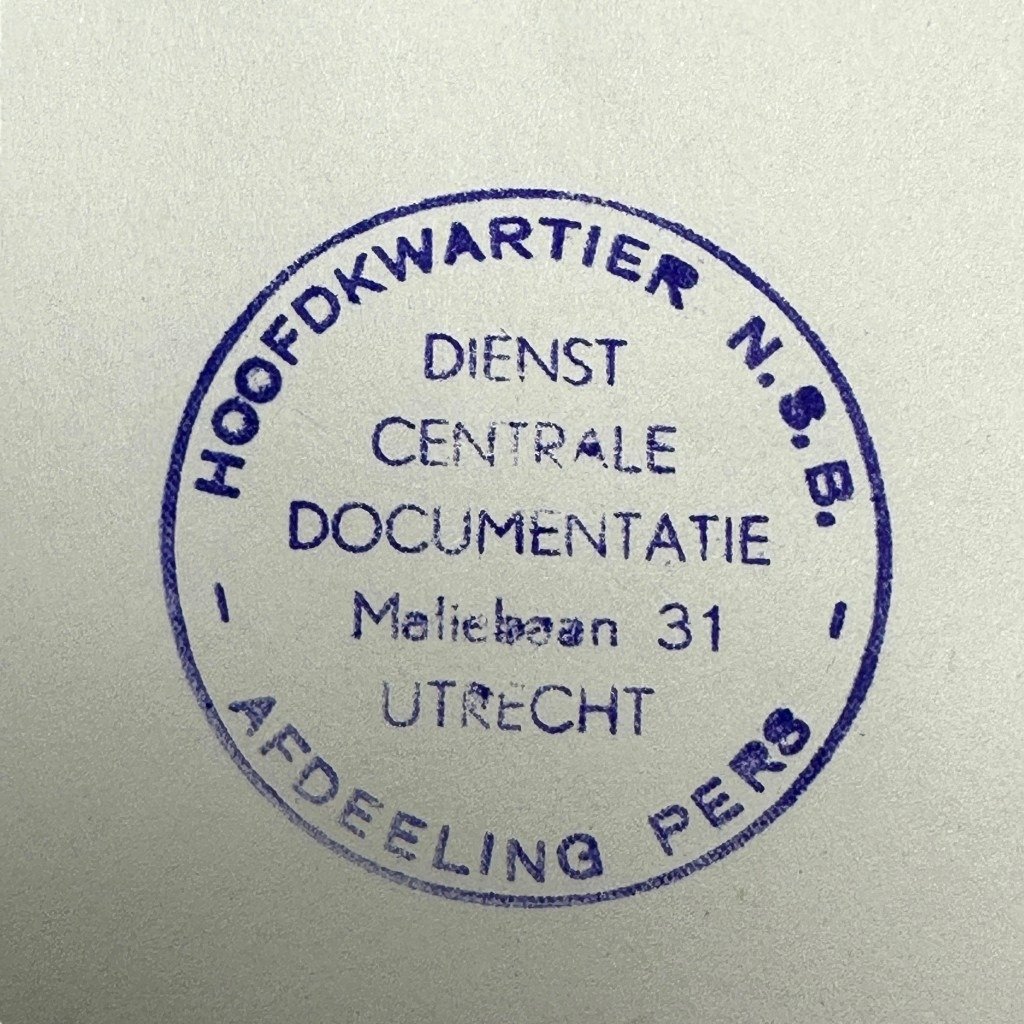 HOOFDKWARTIER N.S.B.
DIENST
CENTRALE
DOCUMENTATIE
Maliebaan 31
UTRECHT
AFDEELING PERS